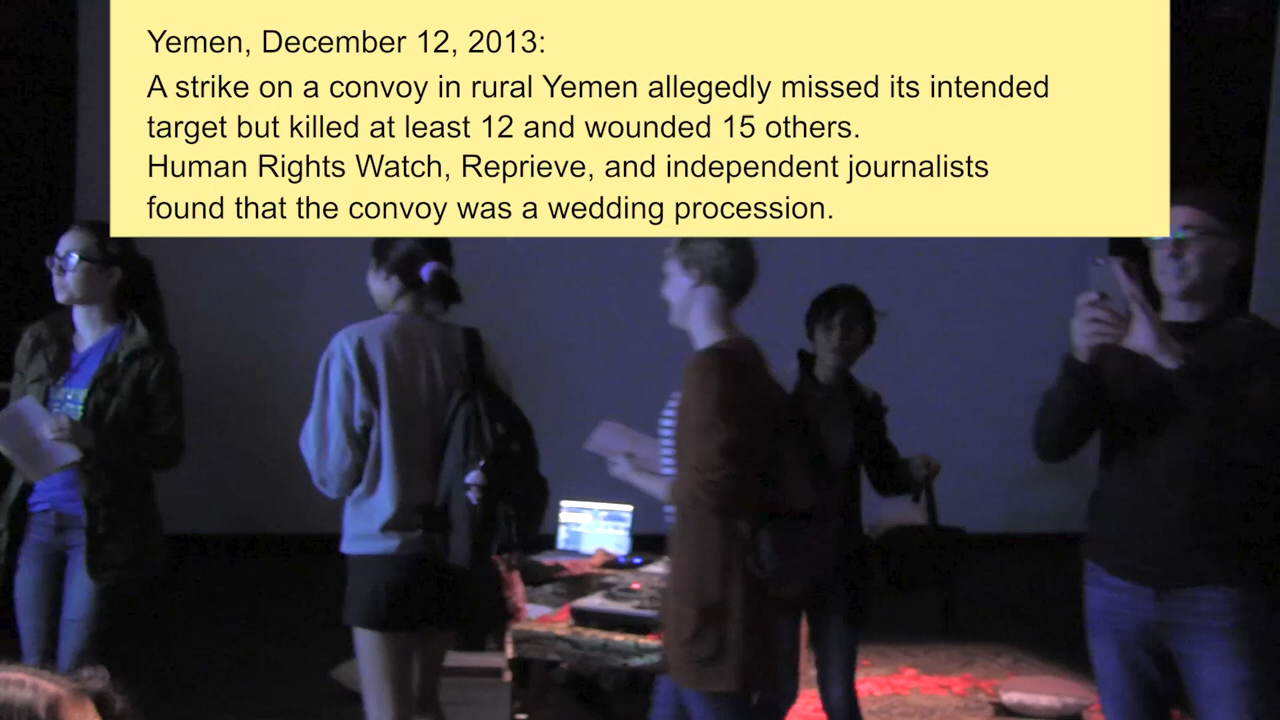 Yemen, December 12, 2013:
A strike on a convoy in rural Yemen allegedly missed its intended
target but killed at least 12 and wounded 15 others.
Human Rights Watch, Reprieve, and independent journalists
found that the convoy was a wedding procession.